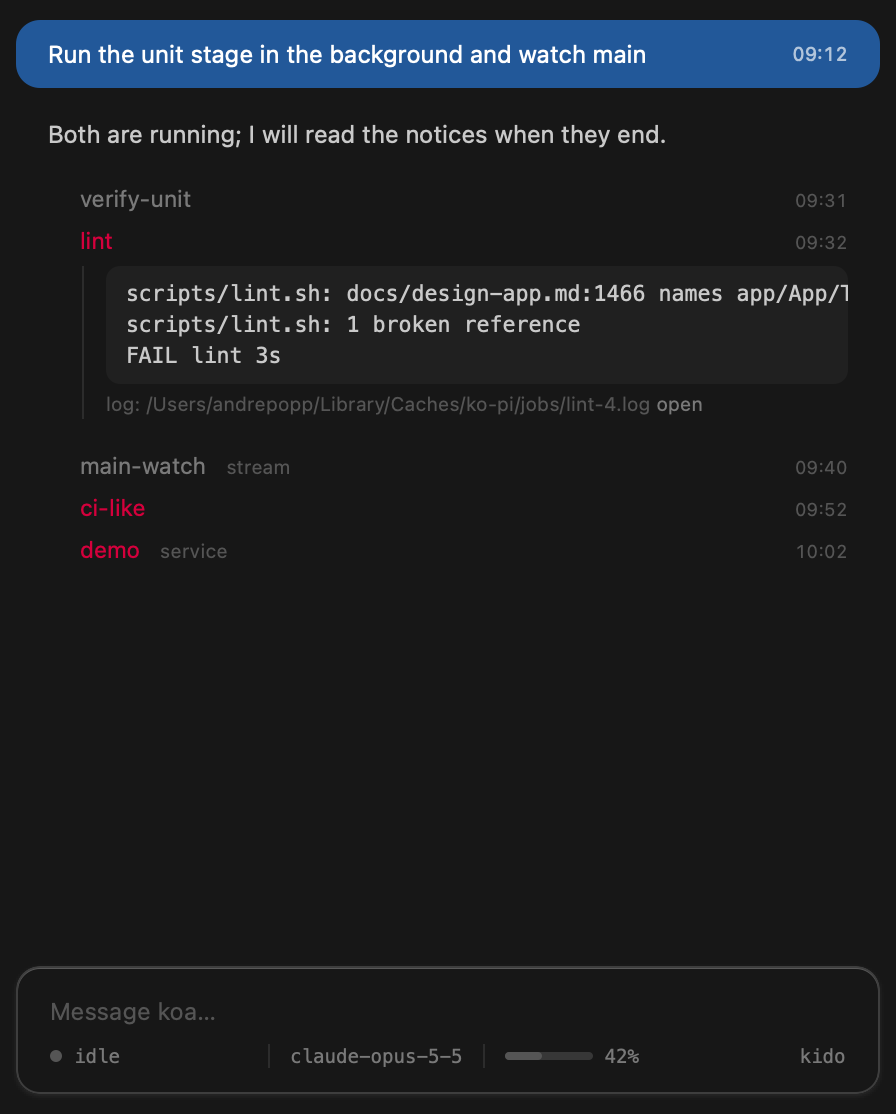 Run the unit stage in the background and watch main 09:12
Both are running; I will read the notices when they end.
verify-unit 09:31
lint 09:32
scripts/lint.sh: docs/design-app.md:1466 names app/App/
scripts/lint.sh: 1 broken reference
FAIL lint 3s
log: /Users/andrepopp/Library/Caches/ko-pi/jobs/lint-4.log open
main-watch stream 09:40
ci-like 09:52
demo service 10:02
Message koa...
idle claude-opus-5-5 42% kido